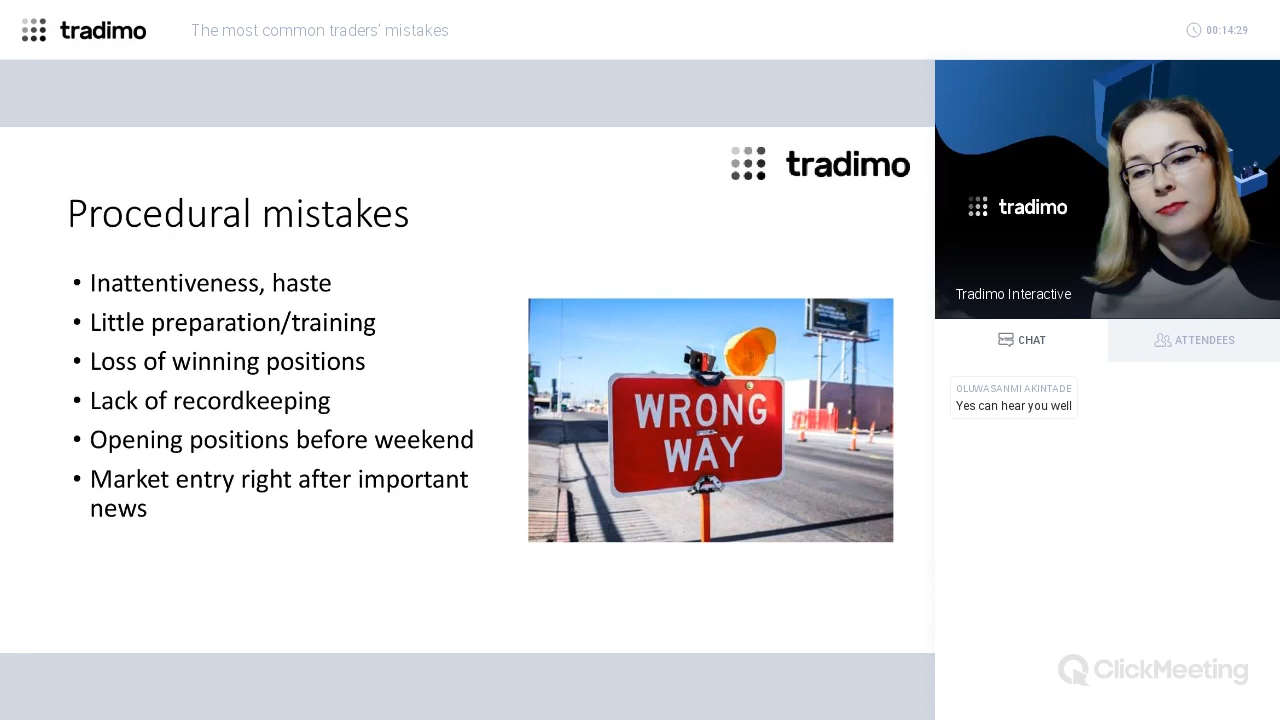 tradimo
The most common traders’ mistakes
00:14:29
tradimo
Procedural mistakes
• Inattentiveness, haste
• Little preparation/training
• Loss of winning positions
• Lack of recordkeeping
• Opening positions before weekend
• Market entry right after important
news
WRONG
WAY
tradimo
Tradimo Interactive
CHAT
ATTENDEES
OLUWASANMI AKINTADE
Yes can hear you well
ClickMeeting